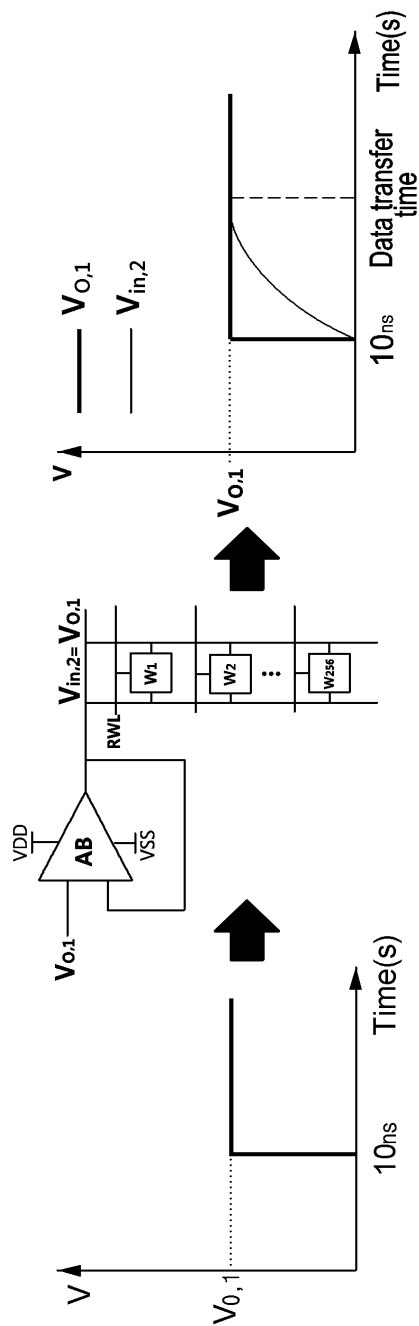 V
V0,1
10ns
Time(s)
VDD
Vo,1
AB
VSS
Vin,2= Vo,1
RWL
W1
W2
...
W256
V
VO,1
Vin,2
VO,1
10ns
Data transfer
time
Time(s)